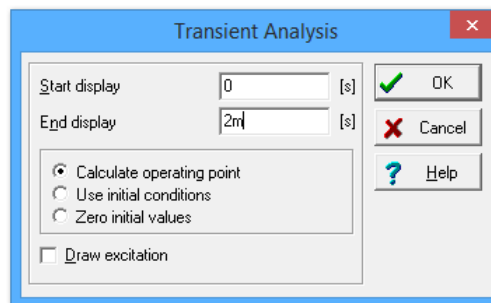 Transient Analysis
Start display 0 [s]
End display 2m [s]
Calculate operating point
Use initial conditions
Zero initial values
Draw excitation
OK
Cancel
? Help